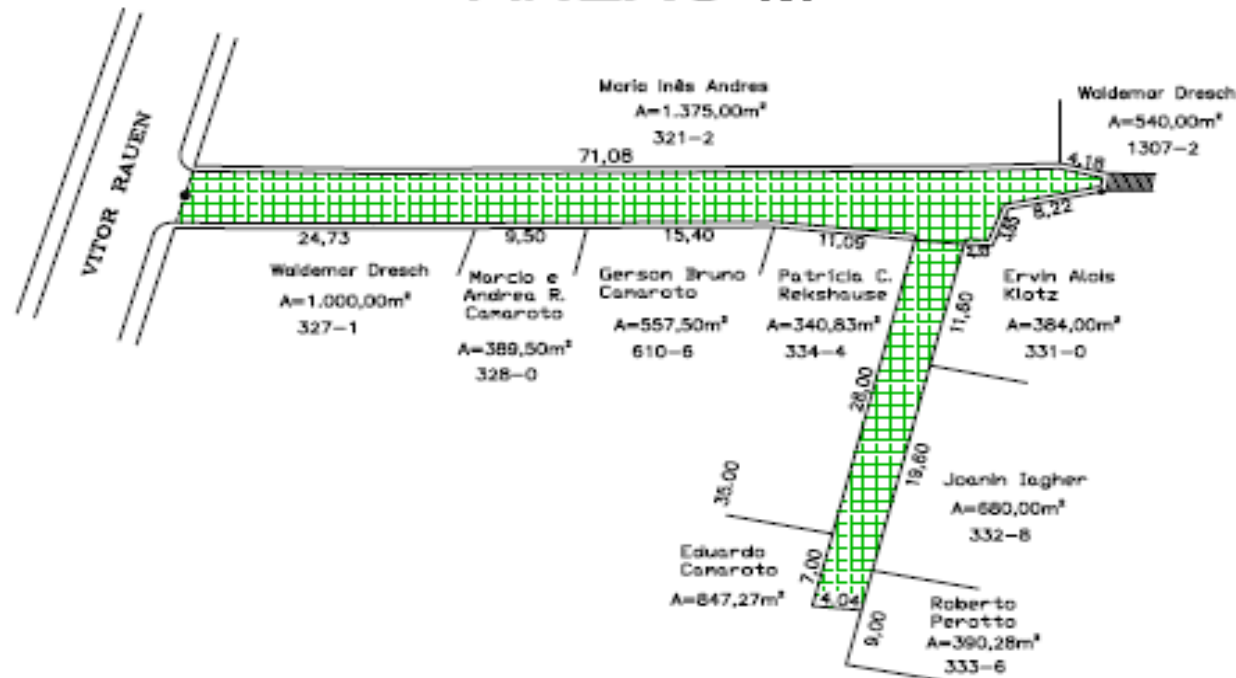 Maria Inês Andres
A=1.375,00m²
321-2
71,08
Waldemar Dresch
A=540,00m²
1307-2
4,18
VITOR RAUEN
8,22
24,73
9,50
15,40
11,09
Waldemar Dresch
A=1.000,00m²
327-1
Marcio e
Andrea R.
Camaroto
A=389,50m²
328-0
Gerson Bruno
Camaroto
A=557,50m²
610-6
Patricia C.
Rekshause
A=340,83m²
334-4
Ervin Alois
Klotz
A=384,00m²
331-0
11,80
28,00
19,60
35.00
Joanin Iagher
A=680,00m²
332-8
Eduardo
Camaroto
A=847,27m²
7,00
4.04
9,00
Roberto
Perotto
A=390,28m²
333-6